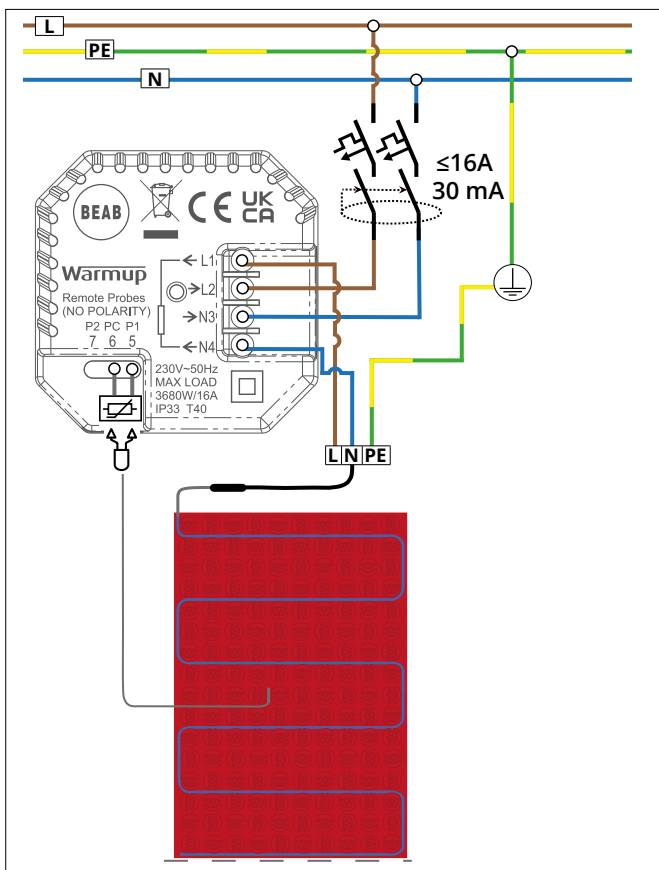 L
PE
N
≤16A
30 mA
BEAB
CE UK CA
Warmup
Remote Probes
(NO POLARITY)
P2 PC P1
7 6 5
L1
L2
N3
N4
230V~50Hz
MAX LOAD
3680W/16A
IP33 T40
L N PE